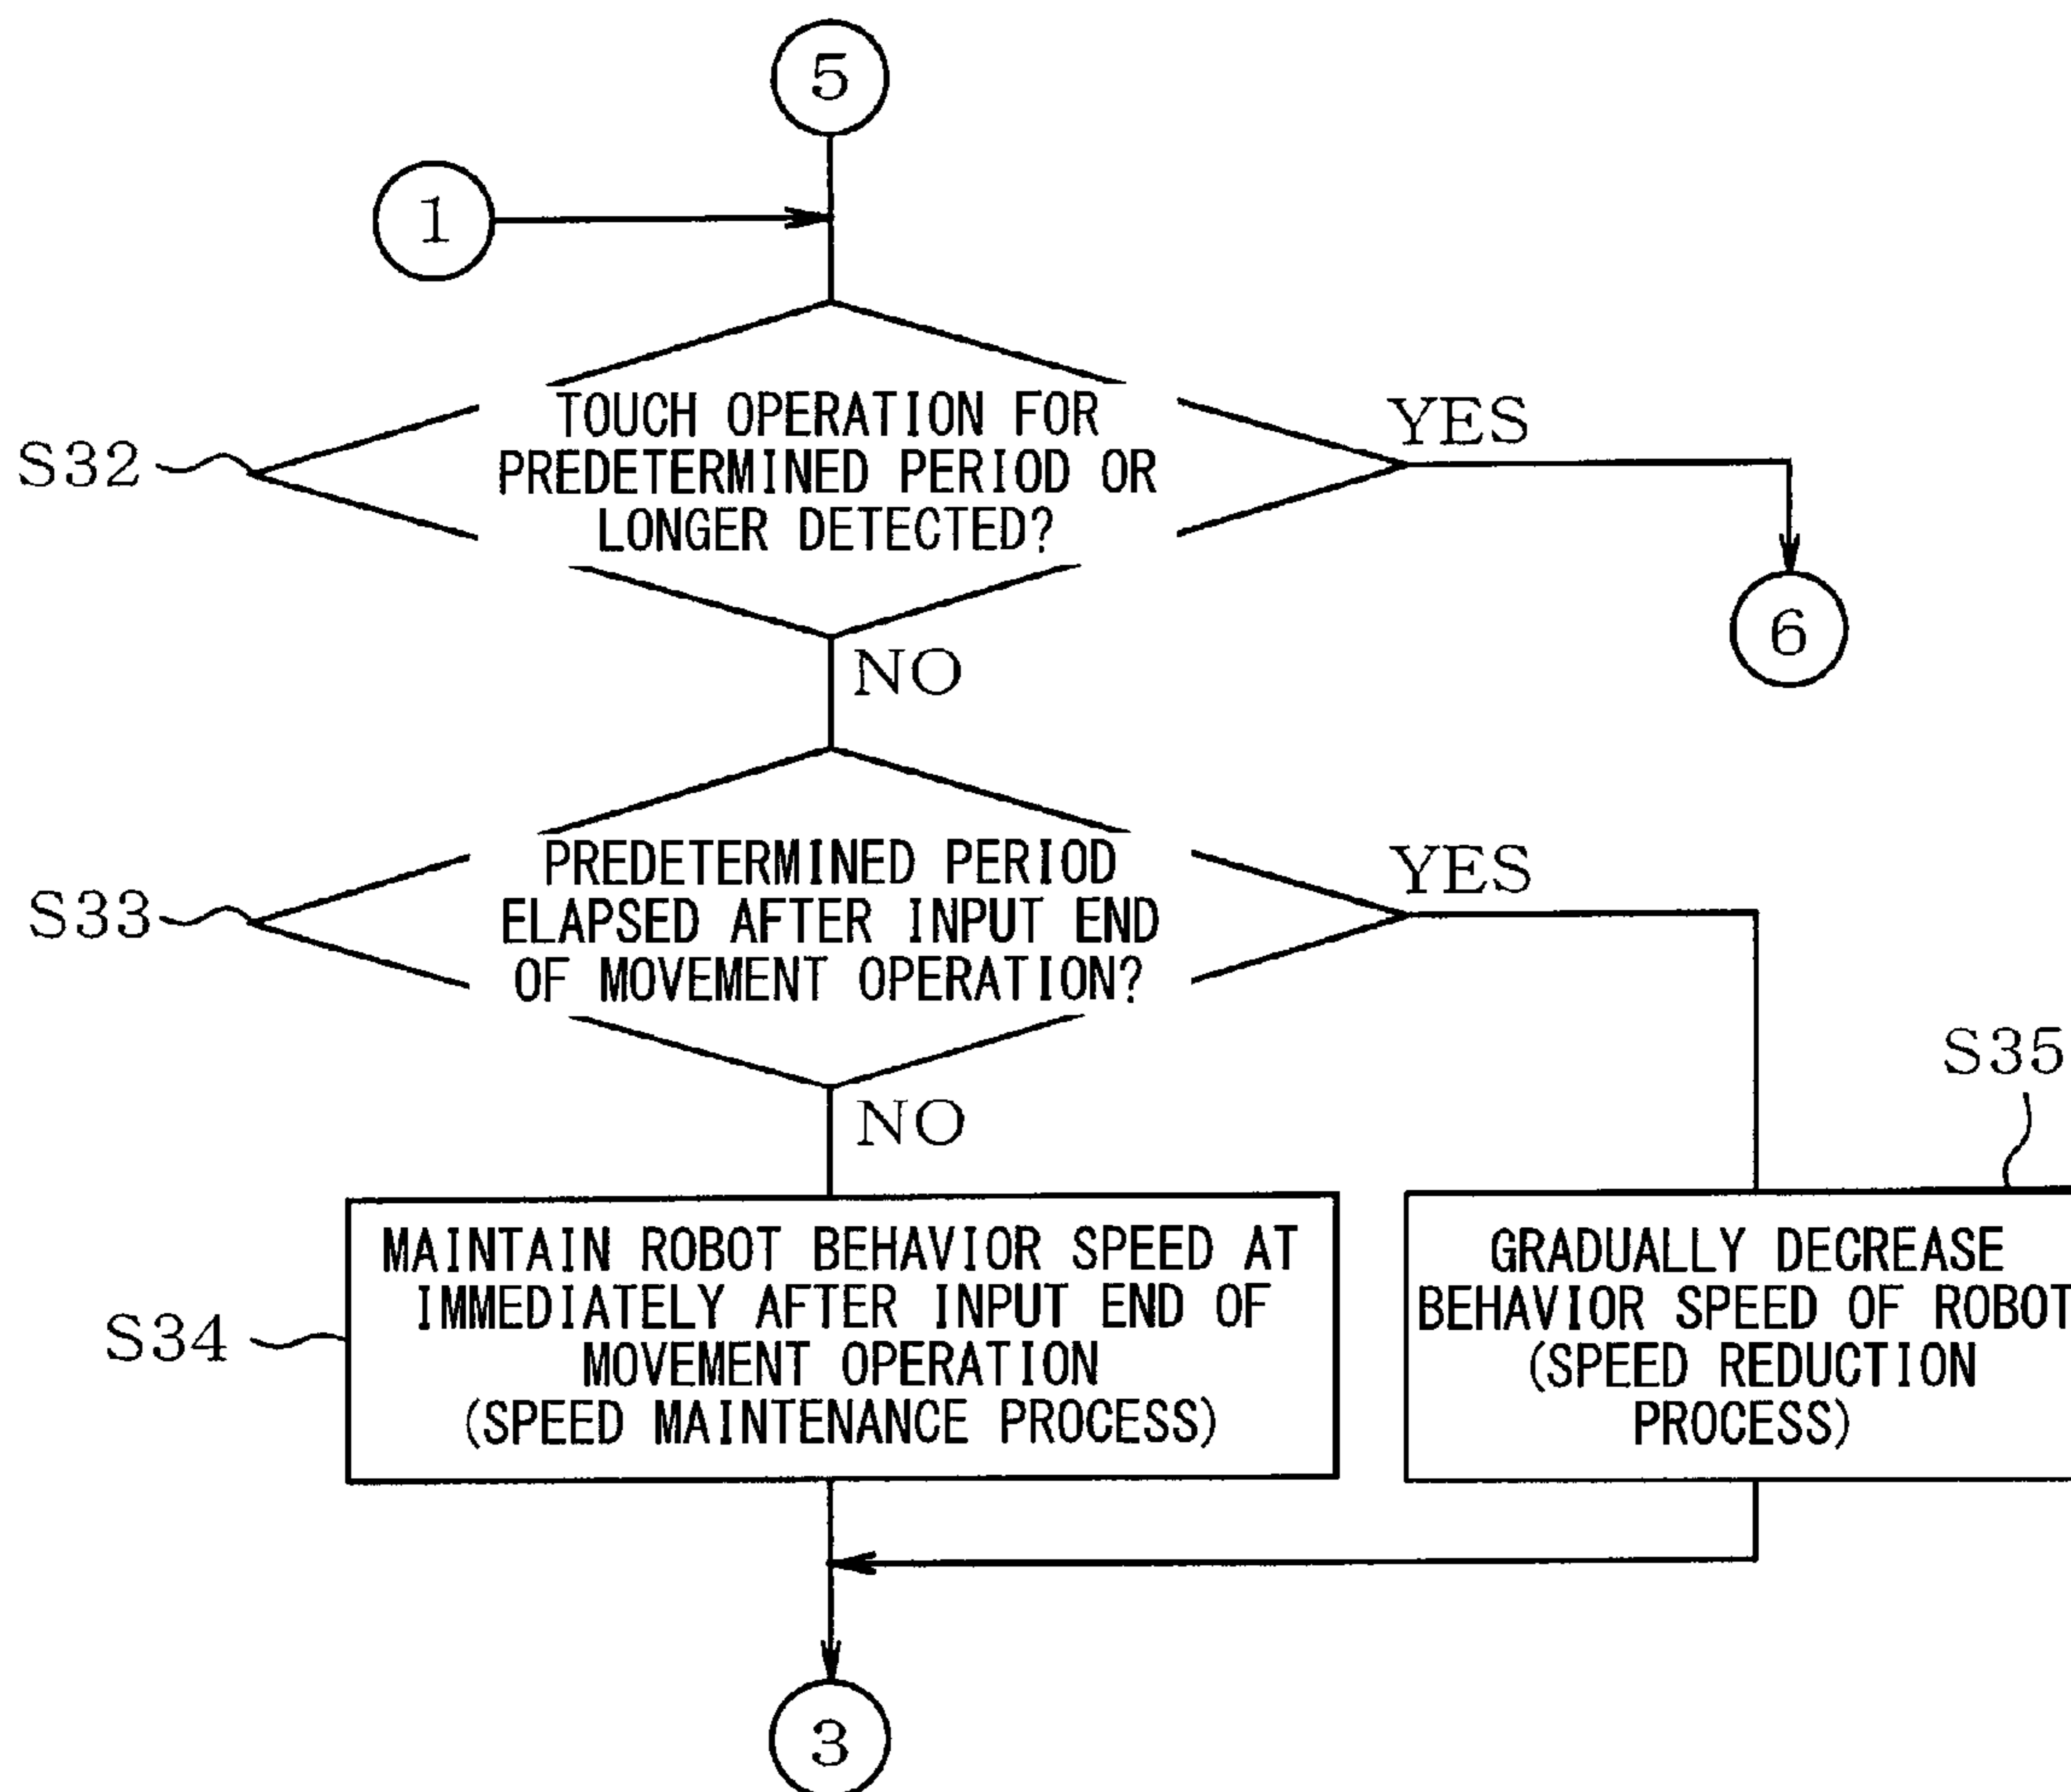 5
1
S32
TOUCH OPERATION FOR
PREDETERMINED PERIOD OR
LONGER DETECTED?
YES
6
NO
S33
PREDETERMINED PERIOD
ELAPSED AFTER INPUT END
OF MOVEMENT OPERATION?
YES
NO
S34
MAINTAIN ROBOT BEHAVIOR SPEED AT
IMMEDIATELY AFTER INPUT END OF
MOVEMENT OPERATION
(SPEED MAINTENANCE PROCESS)
S35
GRADUALLY DECREASE
BEHAVIOR SPEED OF ROBOT
(SPEED REDUCTION
PROCESS)
3